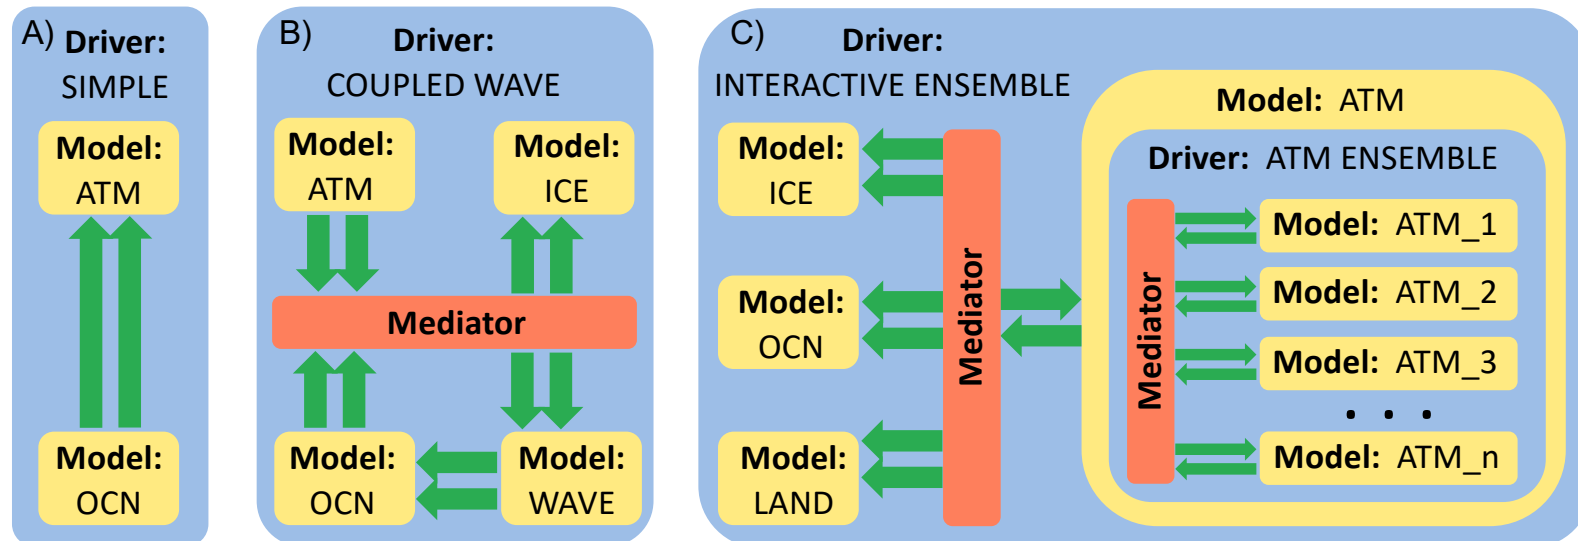 A)
Driver:
SIMPLE
Model:
ATM
Model:
OCN
B)
Driver:
COUPLED WAVE
Model:
ATM
Model:
ICE
Mediator
Model:
OCN
Model:
WAVE
C)
Driver:
INTERACTIVE ENSEMBLE
Model:
ICE
Model:
OCN
Model:
LAND
Mediator
Model: ATM
Driver: ATM ENSEMBLE
Mediator
Model: ATM_1
Model: ATM_2
Model: ATM_3
. . .
Model: ATM_n